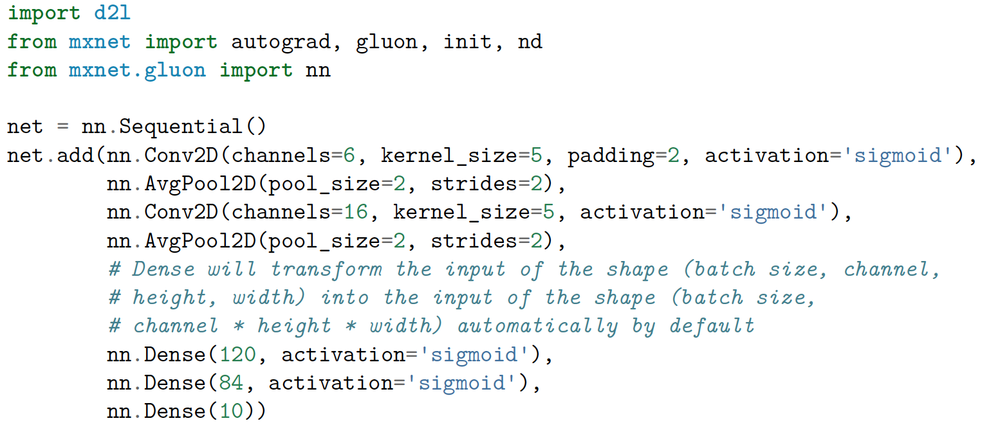 import d2l
from mxnet import autograd, gluon, init, nd
from mxnet.gluon import nn

net = nn.Sequential()
net.add(nn.Conv2D(channels=6, kernel_size=5, padding=2, activation='sigmoid'),
        nn.AvgPool2D(pool_size=2, strides=2),
        nn.Conv2D(channels=16, kernel_size=5, activation='sigmoid'),
        nn.AvgPool2D(pool_size=2, strides=2),
        # Dense will transform the input of the shape (batch size, channel,
        # height, width) into the input of the shape (batch size,
        # channel * height * width) automatically by default
        nn.Dense(120, activation='sigmoid'),
        nn.Dense(84, activation='sigmoid'),
        nn.Dense(10))